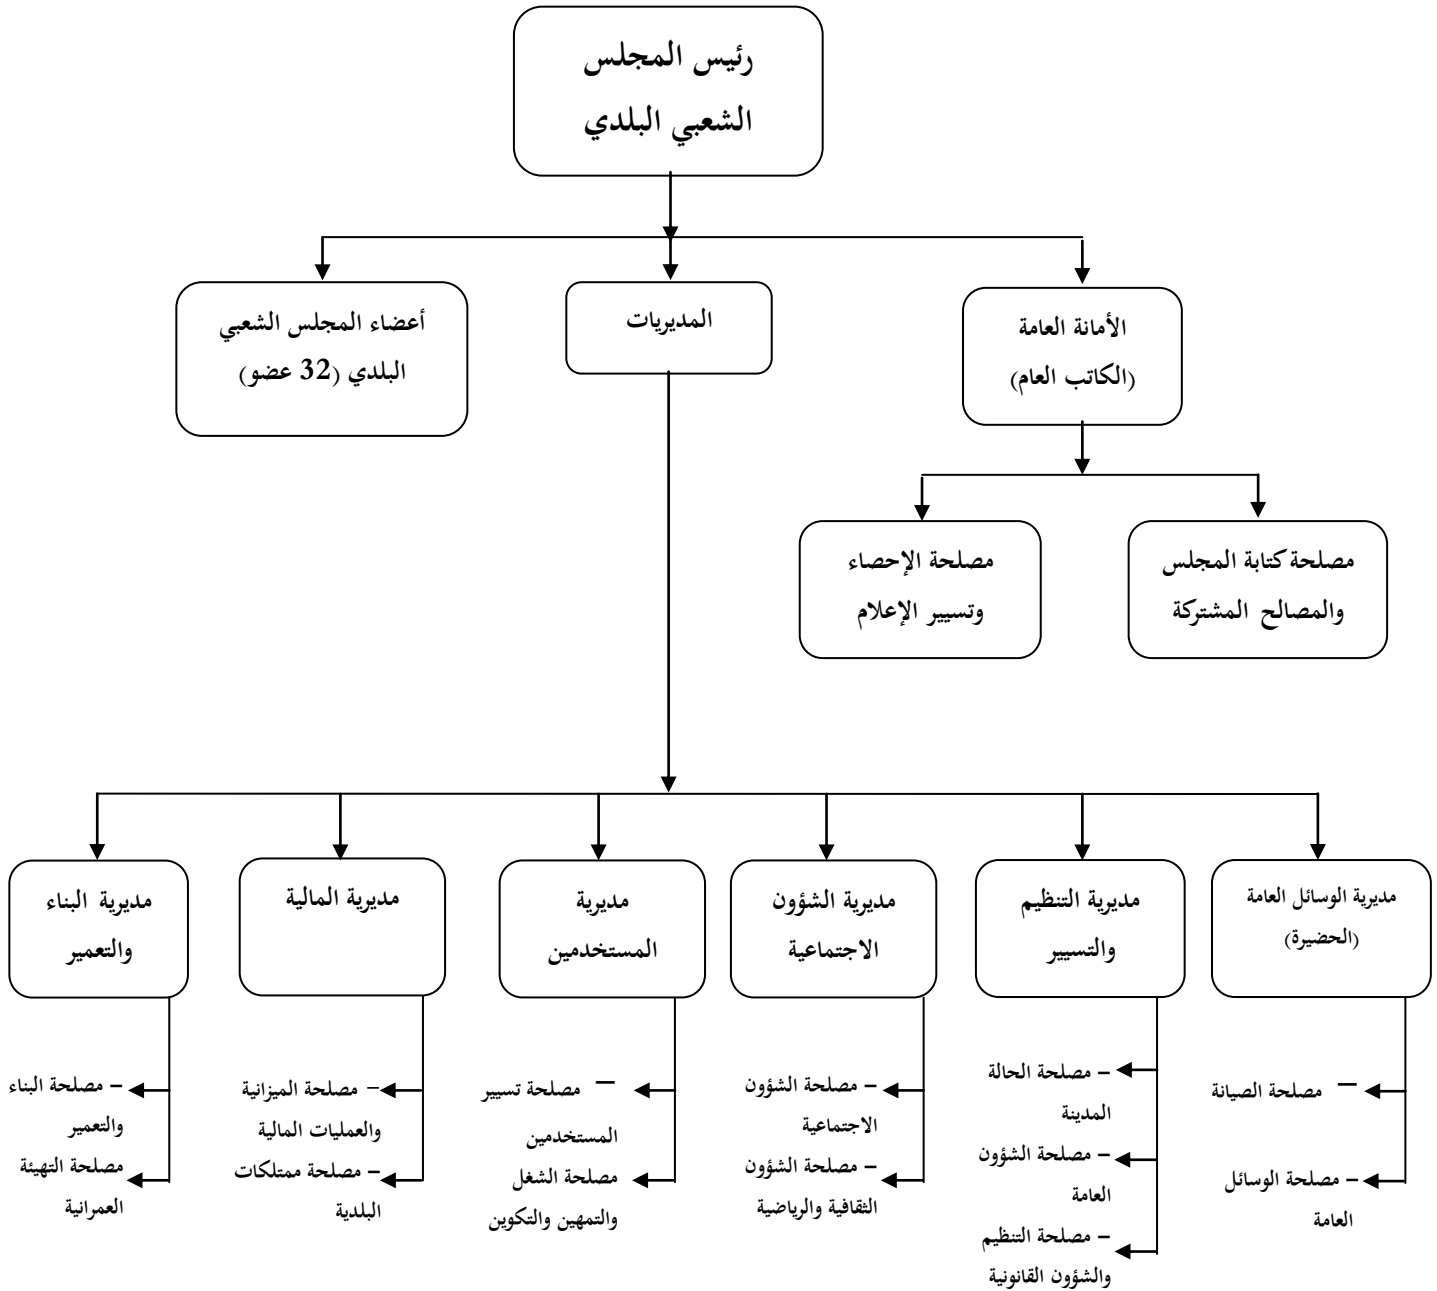 رئيس المجلس
الشعبي البلدي
الأمانة العامة
(الكاتب العام)
المديريات
أعضاء المجلس الشعبي
البلدي (32 عضو)
مصلحة كتابة المجلس
والمصالح المشتركة
مصلحة الإحصاء
وتسيير الإعلام
مديرية الوسائل العامة
(الحضيرة)
مديرية التنظيم
والتسيير
مديرية الشؤون
الاجتماعية
مديرية
المستخدمين
مديرية المالية
مديرية البناء
والتعمير
– مصلحة الصيانة
– مصلحة الوسائل
العامة
– مصلحة الحالة
المدينة
– مصلحة الشؤون
العامة
– مصلحة التنظيم
والشؤون القانونية
– مصلحة الشؤون
الاجتماعية
– مصلحة الشؤون
الثقافية والرياضية
– مصلحة تسيير
المستخدمين
مصلحة الشغل
والتمهين والتكوين
– مصلحة الميزانية
والعمليات المالية
– مصلحة ممتلكات
البلدية
– مصلحة البناء
والتعمير
مصلحة التهيئة
العمرانية